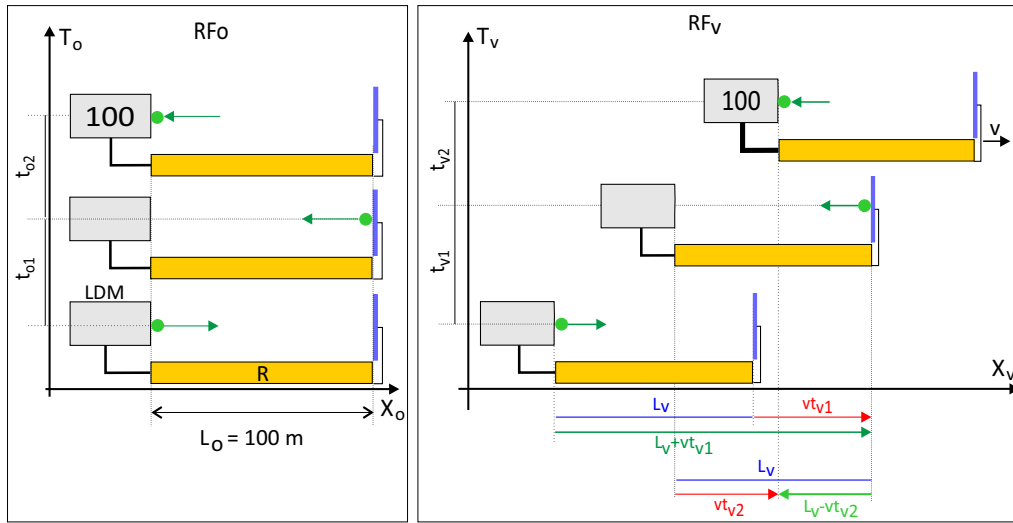 RFo
To
100
to2
to1
LDM
R
Xo
Lo = 100 m
RFv
Tv
100
v
tv2
tv1
Xv
Lv
vtv1
Lv+vtv1
Lv
vtv2
Lv-vtv2